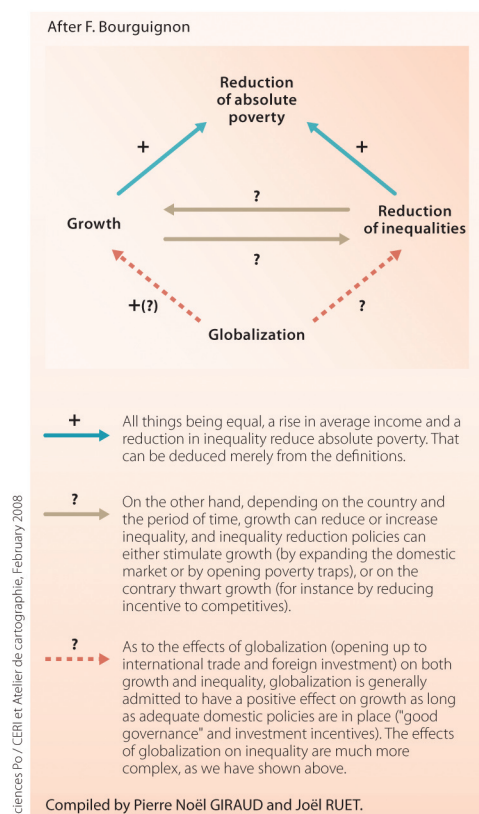 After F. Bourguignon
Reduction
of absolute
poverty
+
+
?
Growth
Reduction
of inequalities
?
+(?)
?
Globalization
+
All things being equal, a rise in average income and a
reduction in inequality reduce absolute poverty. That
can be deduced merely from the definitions.
?
On the other hand, depending on the country and
the period of time, growth can reduce or increase
inequality, and inequality reduction policies can
either stimulate growth (by expanding the domestic
market or by opening poverty traps), or on the
contrary thwart growth (for instance by reducing
incentive to competitives).
?
As to the effects of globalization (opening up to
international trade and foreign investment) on both
growth and inequality, globalization is generally
admitted to have a positive effect on growth as long
as adequate domestic policies are in place ("good
governance" and investment incentives). The effects
of globalization on inequality are much more
complex, as we have shown above.
Compiled by Pierre Noël GIRAUD and Joël RUET.
ciences Po / CERI et Atelier de cartographie, February 2008